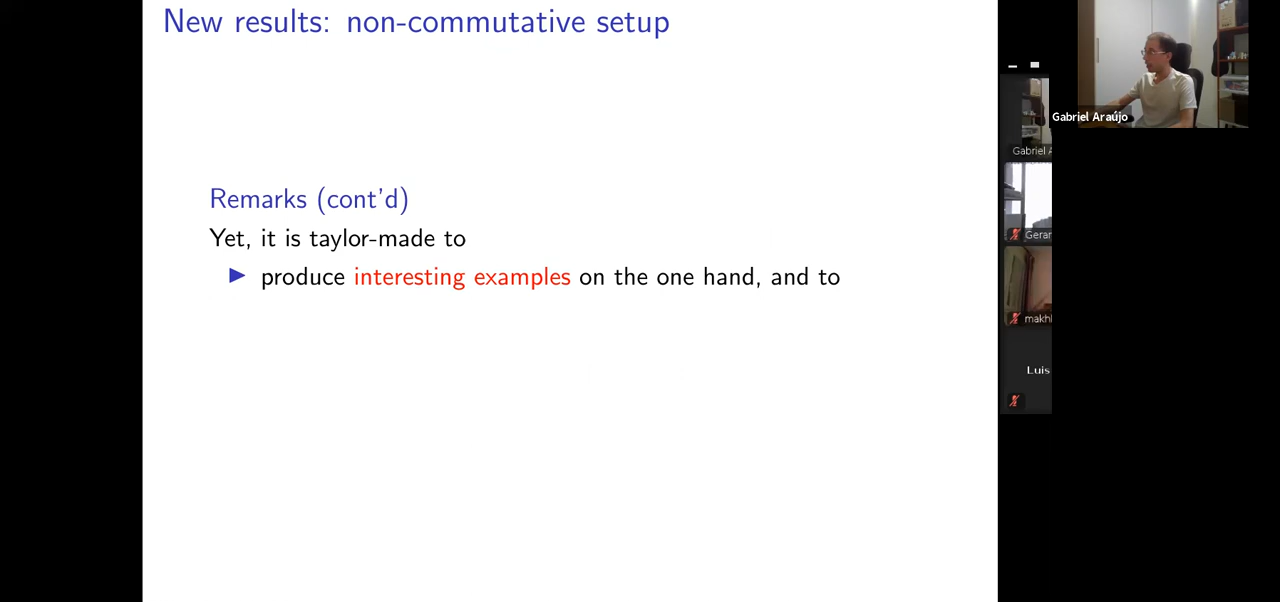 New results: non-commutative setup
Remarks (cont'd)
Yet, it is taylor-made to
▶ produce interesting examples on the one hand, and to
Gabriel Araújo
Gabriel A
Gerar
makhl
Luis